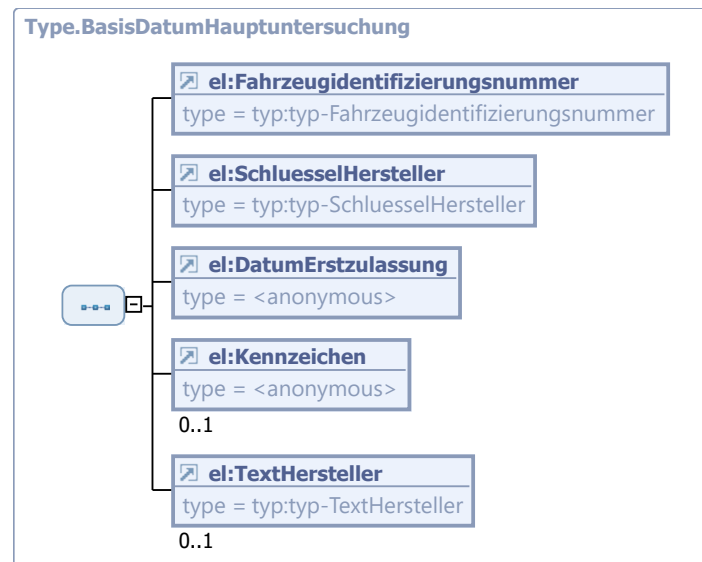 Type.BasisDatumHauptuntersuchung
el:Fahrzeugidentifizierungsnummer
type = typ:typ-Fahrzeugidentifizierungsnummer
el:SchluesselHersteller
type = typ:typ-SchluesselHersteller
el:DatumErstzulassung
type = <anonymous>
el:Kennzeichen
type = <anonymous>
0..1
el:TextHersteller
type = typ:typ-TextHersteller
0..1